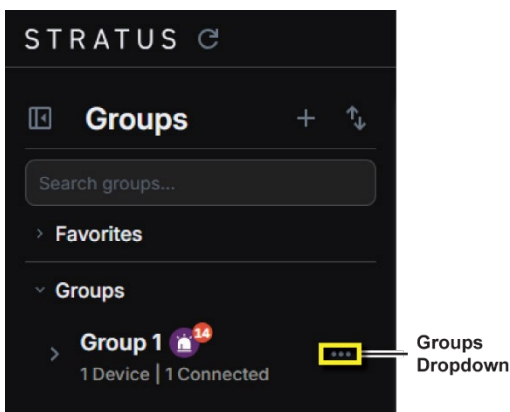 STRATUS
Groups
Search groups...
Favorites
Groups
Group 1 14
1 Device | 1 Connected
Groups
Dropdown